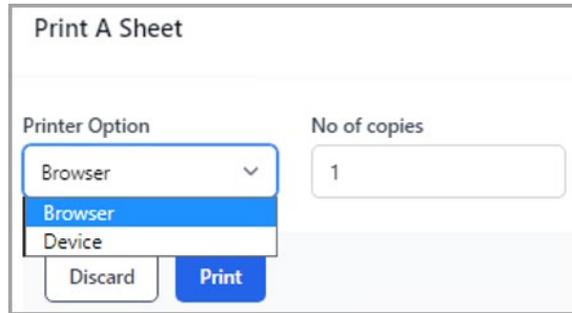 Print A Sheet
Printer Option No of copies
Browser 1
Browser
Device
Discard Print